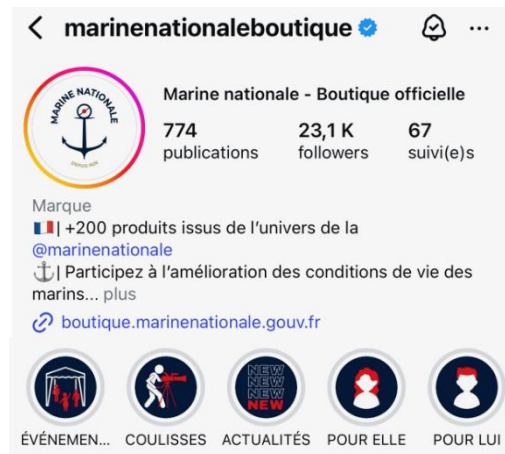 marinenationaleboutique
MARINE NATIONALE
DEPUIS 1626
Marine nationale - Boutique officielle
774 23,1 K 67
publications followers suivi(e)s
Marque
🇫🇷| +200 produits issus de l'univers de la
@marinenationale
⚓| Participez à l'amélioration des conditions de vie des
marins... plus
boutique.marinenationale.gouv.fr
NEW
NEW
NEW
NEW
ÉVÉNEMEN... COULISSES ACTUALITÉS POUR ELLE POUR LUI